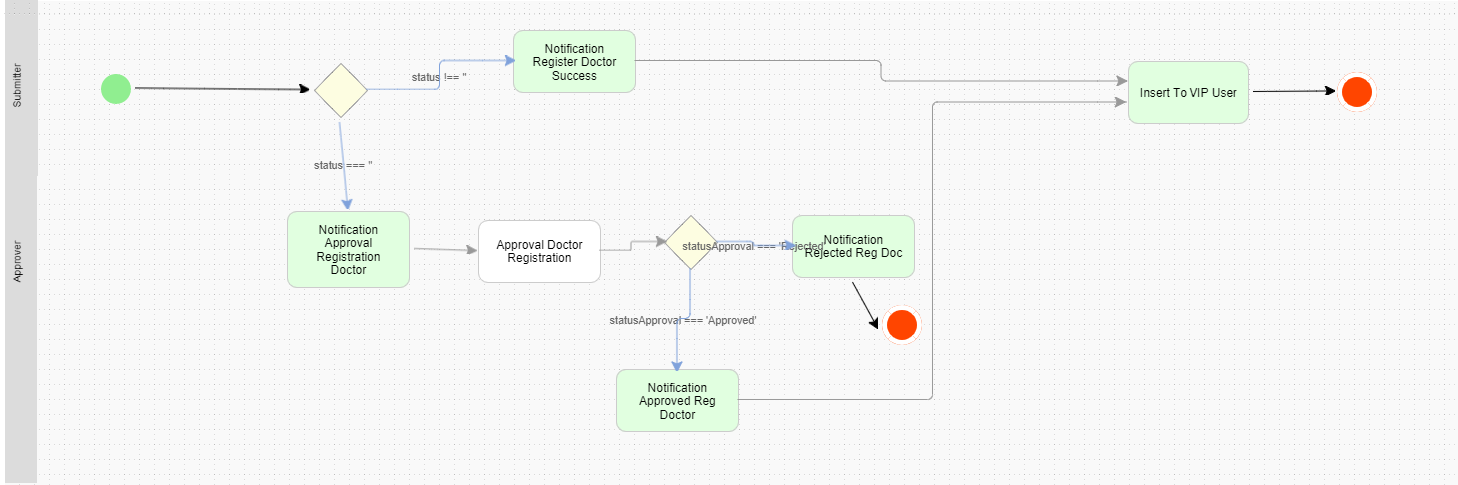 Submitter
Notification
Register Doctor
Success
status !== ''
Insert To VIP User
status === ''
Approver
Notification
Approval
Registration
Doctor
Approval Doctor
Registration
statusApproval === 'Rejected'
Notification
Rejected Reg Doc
statusApproval === 'Approved'
Notification
Approved Reg
Doctor